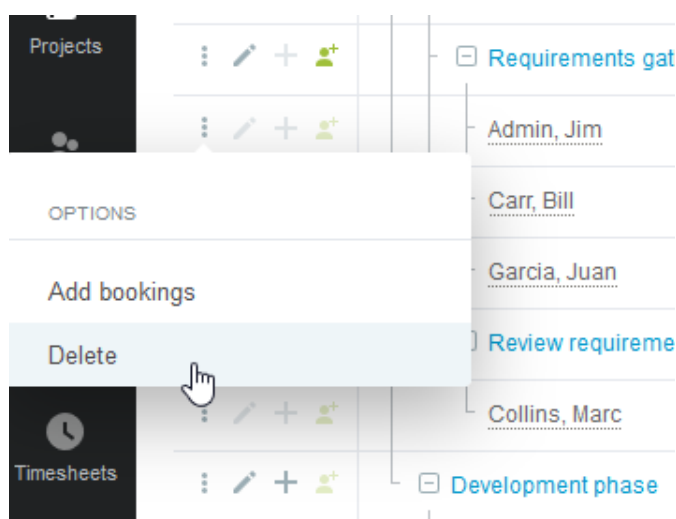 Projects
Requirements gat
Admin, Jim
OPTIONS
Carr, Bill
Add bookings
Garcia, Juan
Delete
Review requireme
Collins, Marc
Timesheets
Development phase